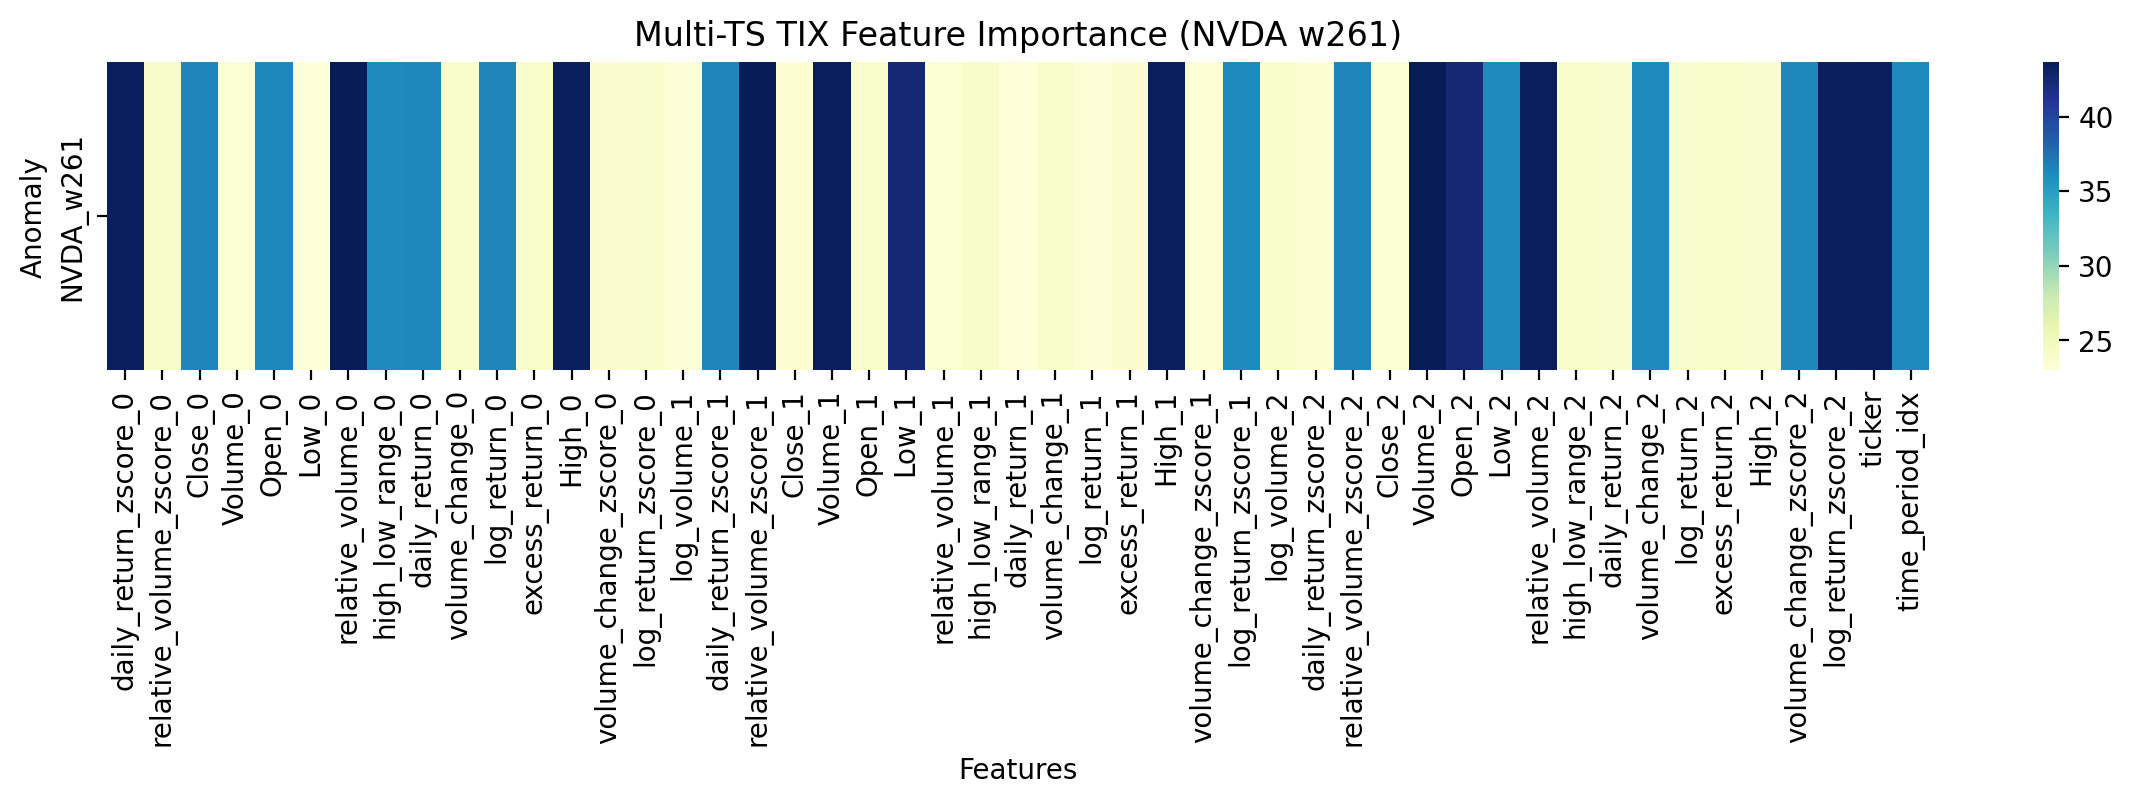 Multi-TS TIX Feature Importance (NVDA w261)
Anomaly
NVDA_w261
40
35
30
25
daily_return_zscore_0
relative_volume_zscore_0
Close_0
Volume_0
Open_0
Low_0
relative_volume_0
high_low_range_0
daily_return_0
volume_change_0
log_return_0
excess_return_0
High_0
volume_change_zscore_0
log_return_zscore_0
log_volume_1
daily_return_zscore_1
relative_volume_zscore_1
Close_1
Volume_1
Open_1
Low_1
relative_volume_1
high_low_range_1
daily_return_1
volume_change_1
log_return_1
excess_return_1
High_1
volume_change_zscore_1
log_return_zscore_1
log_volume_2
daily_return_zscore_2
relative_volume_zscore_2
Close_2
Volume_2
Open_2
Low_2
relative_volume_2
high_low_range_2
daily_return_2
volume_change_2
log_return_2
excess_return_2
High_2
volume_change_zscore_2
log_return_zscore_2
ticker
time_period_idx
Features